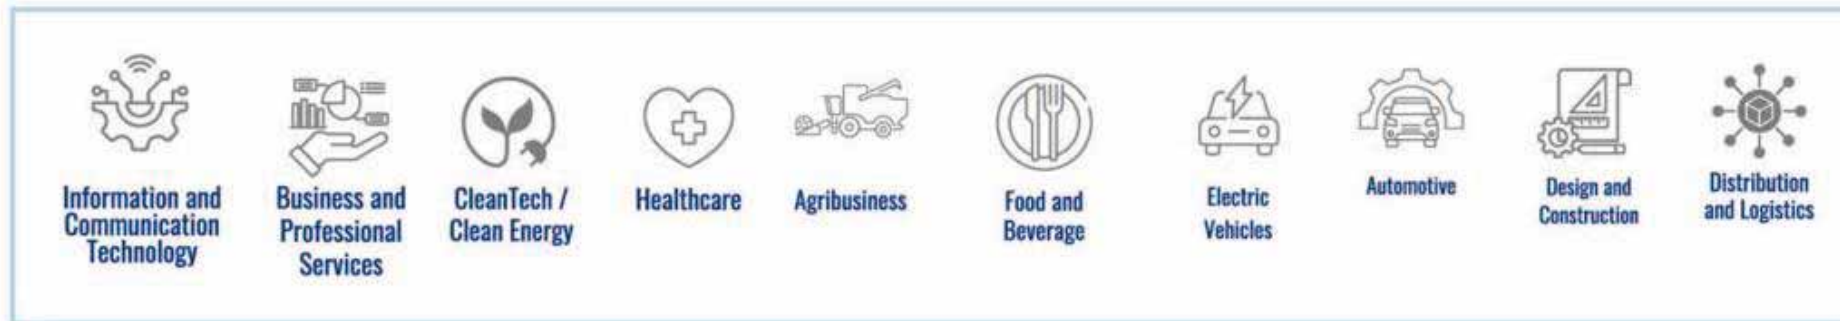 Information and
Communication
Technology
Business and
Professional
Services
CleanTech /
Clean Energy
Healthcare
Agribusiness
Food and
Beverage
Electric
Vehicles
Automotive
Design and
Construction
Distribution
and Logistics